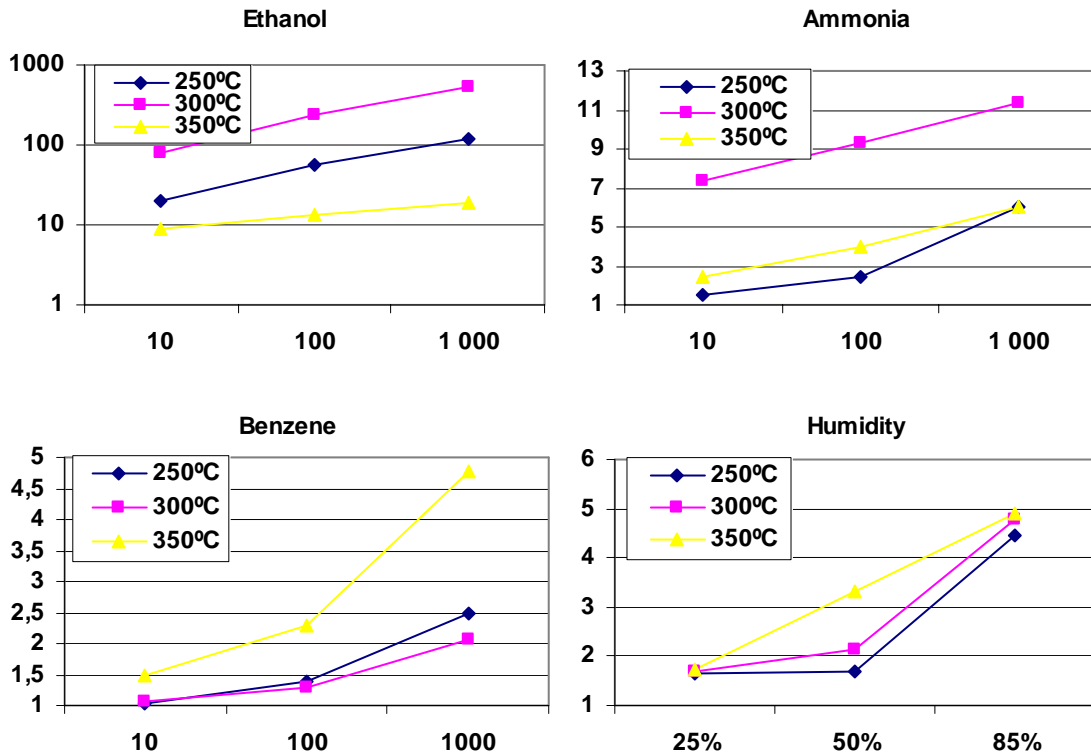 Ethanol
1000
100
10
1
250ºC
300ºC
350ºC
10 100 1 000
Ammonia
13
11
9
7
5
3
1
250ºC
300ºC
350ºC
10 100 1 000
Benzene
5
4,5
4
3,5
3
2,5
2
1,5
1
250ºC
300ºC
350ºC
10 100 1000
Humidity
6
5
4
3
2
1
250ºC
300ºC
350ºC
25% 50% 85%